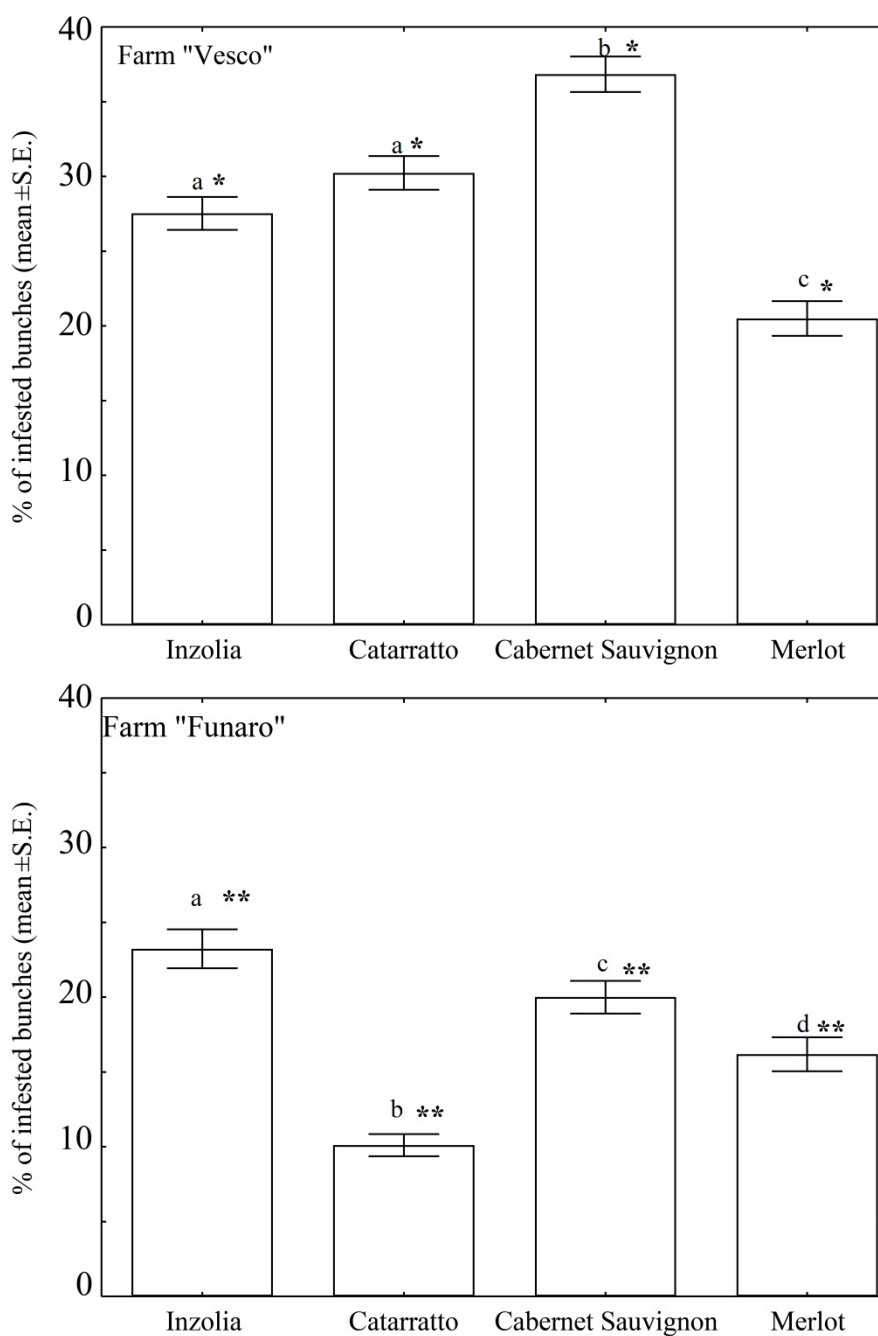 % of infested bunches (mean ±S.E.)
40
30
20
10
0
Farm "Vesco"
a *
a *
b *
c *
Inzolia Catarratto Cabernet Sauvignon Merlot
% of infested bunches (mean ±S.E.)
40
30
20
10
0
Farm "Funaro"
a **
b **
c **
d **
Inzolia Catarratto Cabernet Sauvignon Merlot